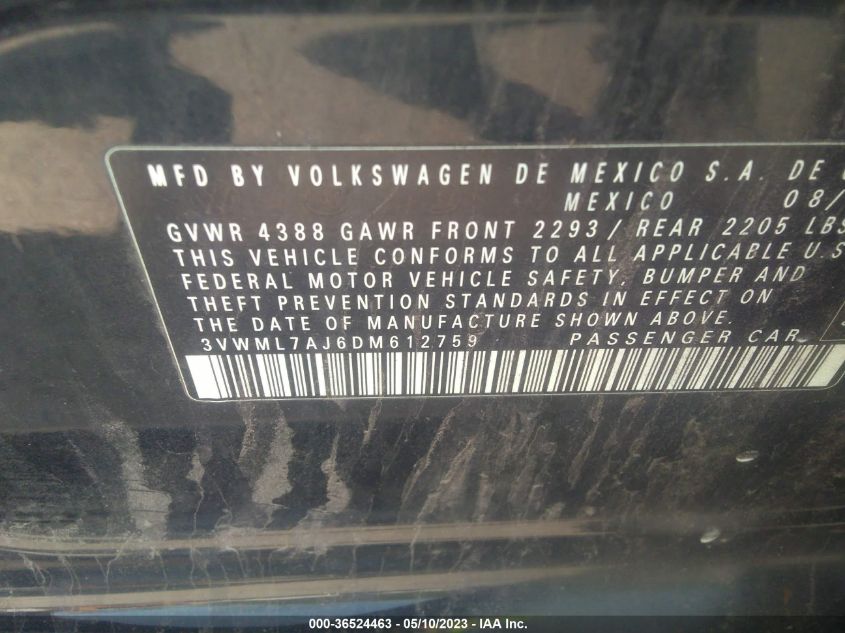 MFD BY VOLKSWAGEN DE MEXICO S.A. DE
MEXICO 08/
GVWR 4388 GAWR FRONT 2293/REAR 2205 LBS
THIS VEHICLE CONFORMS TO ALL APPLICABLE U.S
FEDERAL MOTOR VEHICLE SAFETY, BUMPER AND
THEFT PREVENTION STANDARDS IN EFFECT ON
THE DATE OF MANUFACTURE SHOWN ABOVE.
3VWML7AJ6DM612759 PASSENGER CAR
000-36524463 - 05/10/2023 - IAA Inc.